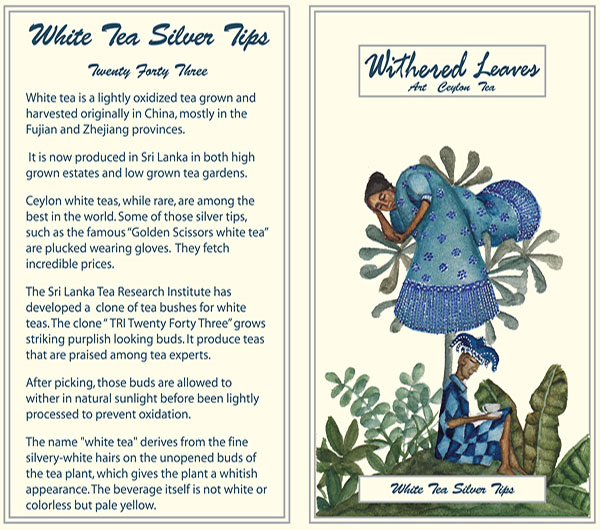 White Tea Silver Tips
Twenty Forty Three
White tea is a lightly oxidized tea grown and
harvested originally in China, mostly in the
Fujian and Zhejiang provinces.
It is now produced in Sri Lanka in both high
grown estates and low grown tea gardens.
Ceylon white teas, while rare, are among the
best in the world. Some of those silver tips,
such as the famous "Golden Scissors white tea"
are plucked wearing gloves. They fetch
incredible prices.
The Sri Lanka Tea Research Institute has
developed a clone of tea bushes for white
teas. The clone " TRI Twenty Forty Three" grows
striking purplish looking buds. It produce teas
that are praised among tea experts.
After picking, those buds are allowed to
wither in natural sunlight before been lightly
processed to prevent oxidation.
The name "white tea" derives from the fine
silvery-white hairs on the unopened buds of
the tea plant, which gives the plant a whitish
appearance. The beverage itself is not white or
colorless but pale yellow.
Withered Leaves
Art Ceylon Tea
White Tea Silver Tips